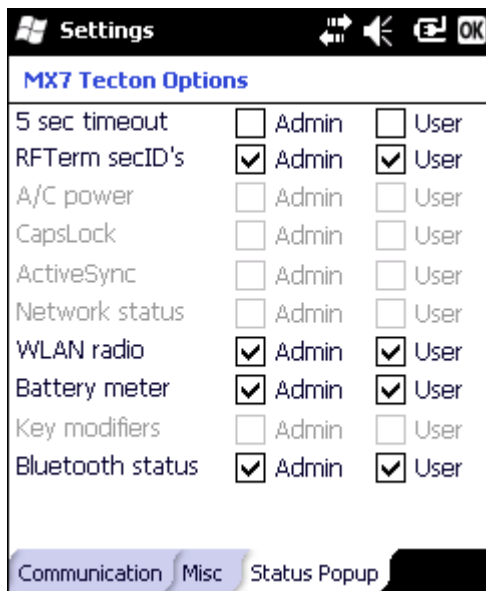 Settings OK
MX7 Tecton Options
5 sec timeout Admin User
RFTerm secID's Admin User
A/C power Admin User
CapsLock Admin User
ActiveSync Admin User
Network status Admin User
WLAN radio Admin User
Battery meter Admin User
Key modifiers Admin User
Bluetooth status Admin User
Communication Misc Status Popup